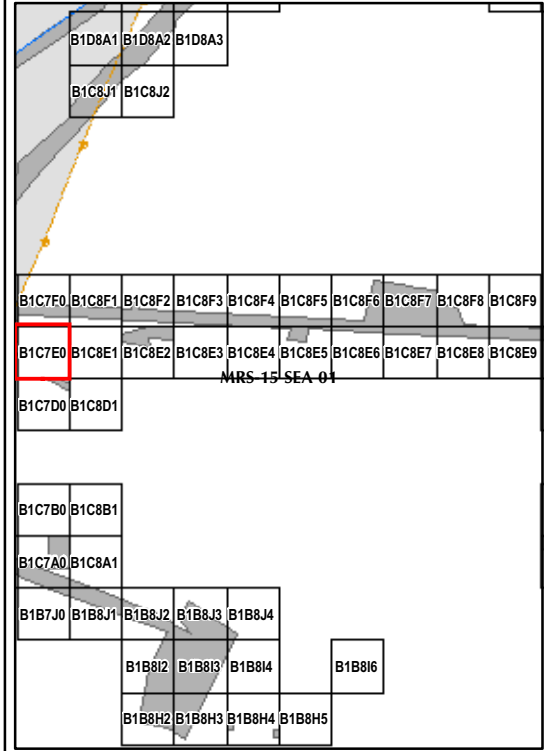 B1D8A1 B1D8A2 B1D8A3
B1C8J1 B1C8J2
B1C7F0 B1C8F1 B1C8F2 B1C8F3 B1C8F4 B1C8F5 B1C8F6 B1C8F7 B1C8F8 B1C8F9
B1C7E0 B1C8E1 B1C8E2 B1C8E3 B1C8E4 B1C8E5 B1C8E6 B1C8E7 B1C8E8 B1C8E9
MRS-15 SEA 01
B1C7D0 B1C8D1
B1C7B0 B1C8B1
B1C7A0 B1C8A1
B1B7J0 B1B8J1 B1B8J2 B1B8J3 B1B8J4
B1B8I2 B1B8I3 B1B8I4 B1B8I6
B1B8H2 B1B8H3 B1B8H4 B1B8H5